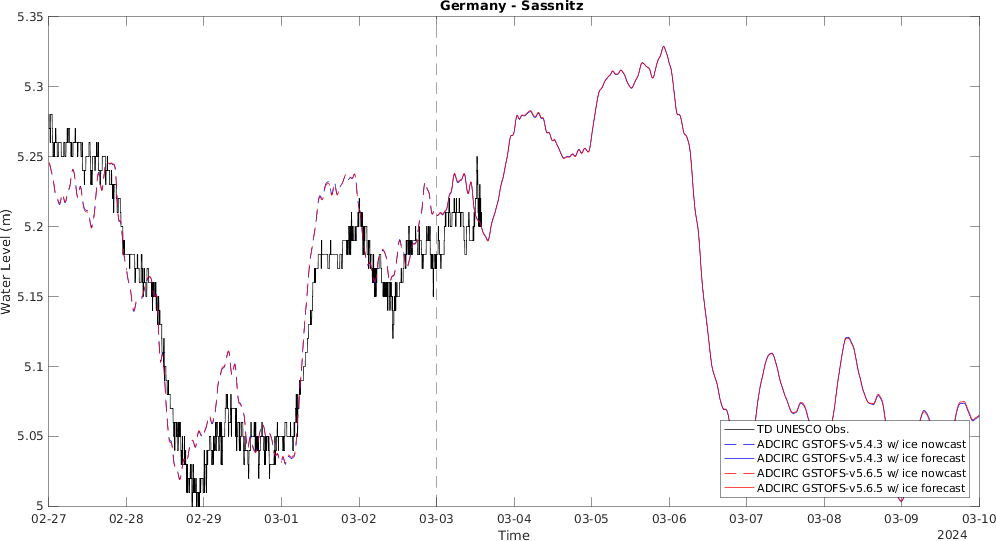 Germany - Sassnitz
5.35
5.3
5.25
5.2
5.15
5.1
5.05
5
Water Level (m)
02-27 02-28 02-29 03-01 03-02 03-03 03-04 03-05 03-06 03-07 03-08 03-09 03-10
Time
2024
TD UNESCO Obs.
ADCIRC GSTOFS-v5.4.3 w/ ice nowcast
ADCIRC GSTOFS-v5.4.3 w/ ice forecast
ADCIRC GSTOFS-v5.6.5 w/ ice nowcast
ADCIRC GSTOFS-v5.6.5 w/ ice forecast